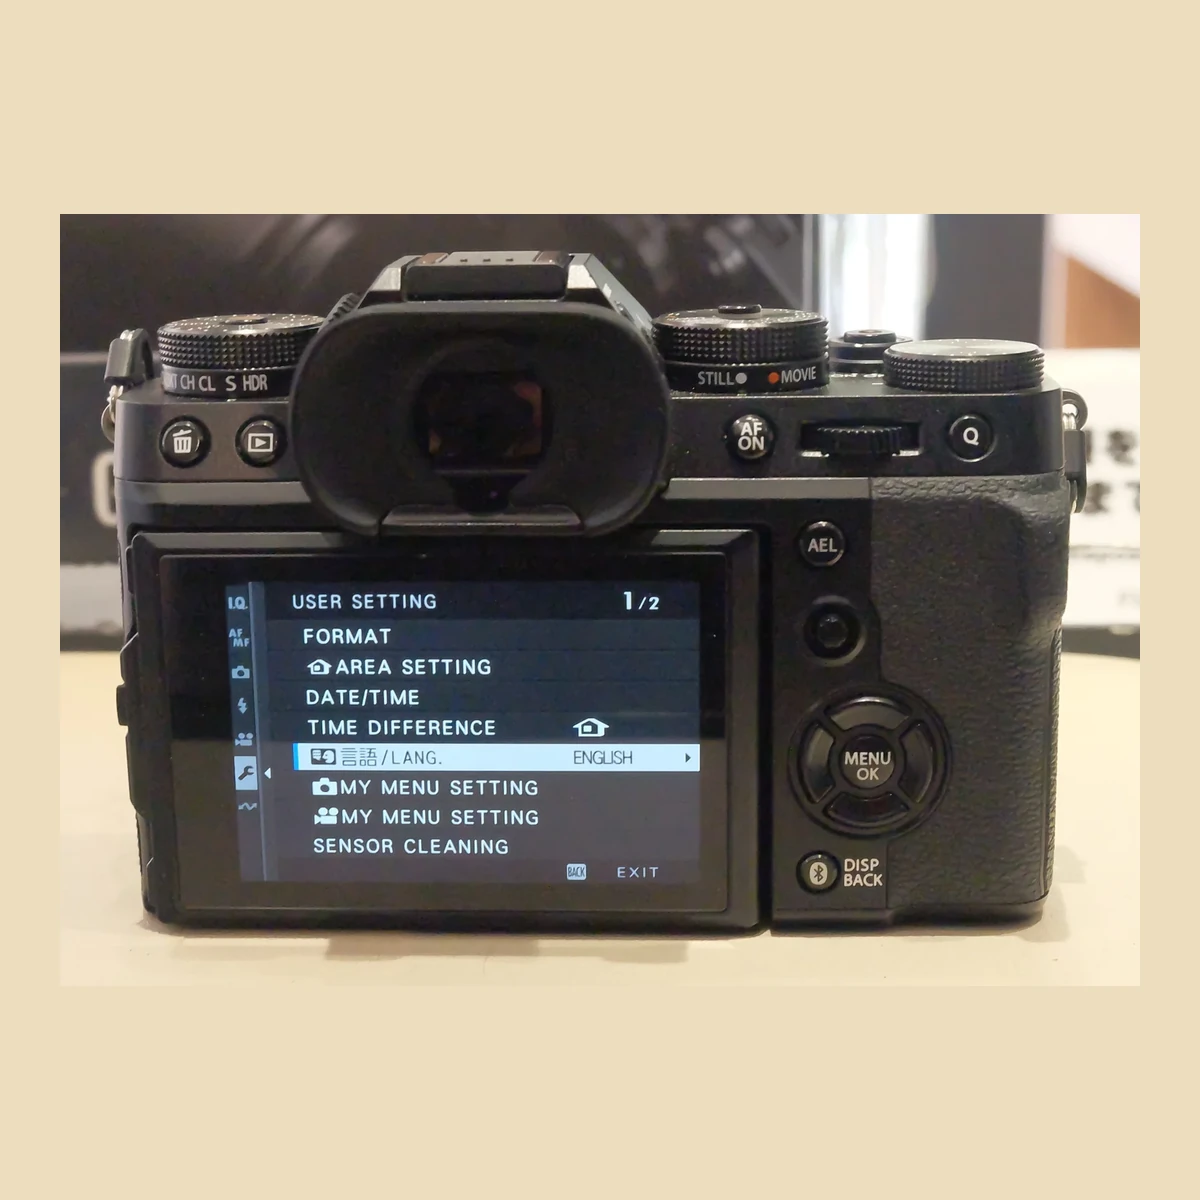 CH CL S HDR
STILL MOVIE
AF
ON
Q
AEL
I.Q.
USER SETTING 1/2
AF
MF
FORMAT
AREA SETTING
DATE/TIME
TIME DIFFERENCE
言語/LANG. ENGLISH
MY MENU SETTING
MY MENU SETTING
SENSOR CLEANING
BACK EXIT
MENU
OK
DISP
BACK